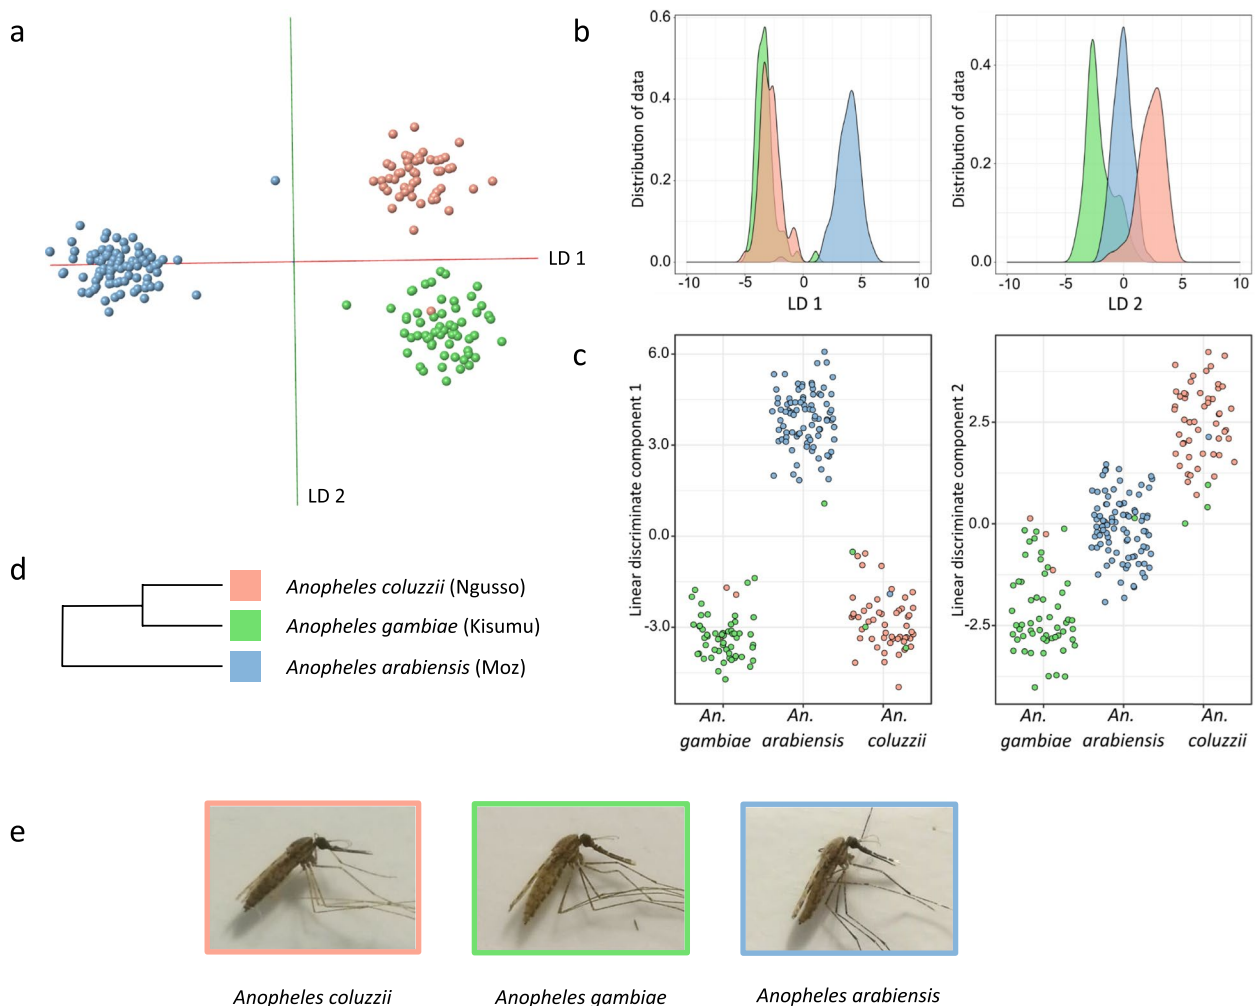 a
LD 1
LD 2
b
Distribution of data
0.6
0.4
0.2
0.0
-10
-5
0
5
10
LD 1
Distribution of data
0.4
0.2
0.0
-10
-5
0
5
10
LD 2
c
Linear discriminate component 1
6.0
3.0
0.0
-3.0
An. gambiae
An. arabiensis
An. coluzzii
Linear discriminate component 2
2.5
0.0
-2.5
An. gambiae
An. arabiensis
An. coluzzii
d
Anopheles coluzzii (Ngusso)
Anopheles gambiae (Kisumu)
Anopheles arabiensis (Moz)
e
Anopheles coluzzii
Anopheles gambiae
Anopheles arabiensis